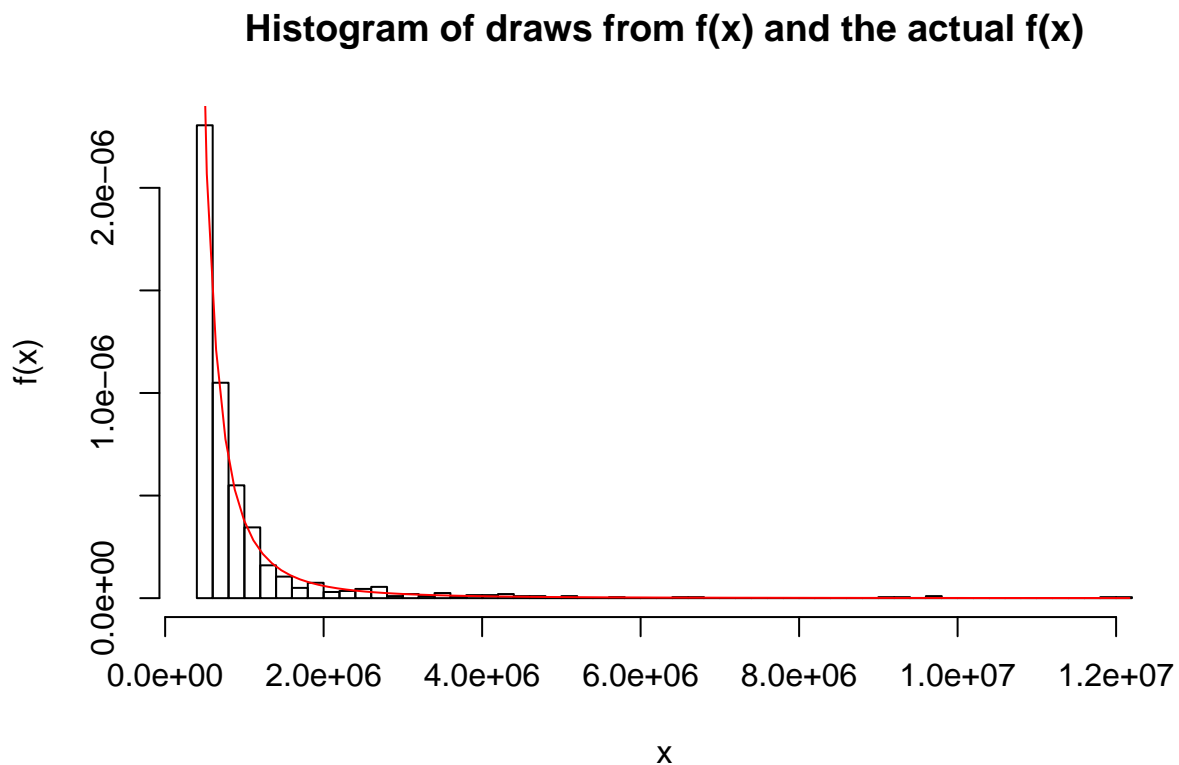 Histogram of draws from f(x) and the actual f(x)
f(x)
2.0e−06
1.0e−06
0.0e+00
0.0e+00 2.0e+06 4.0e+06 6.0e+06 8.0e+06 1.0e+07 1.2e+07
x